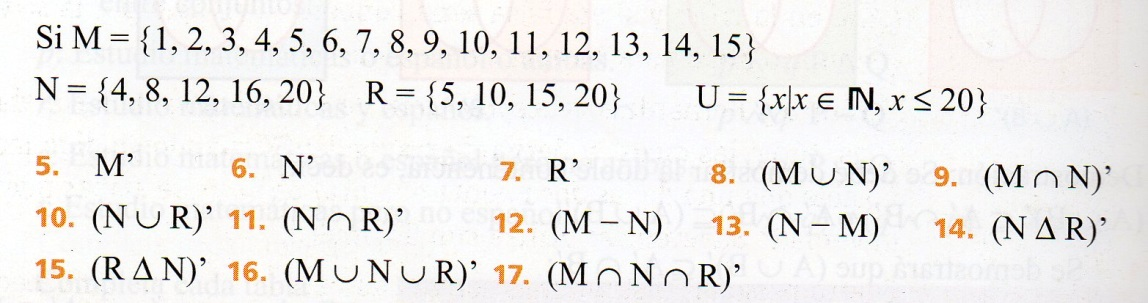 Si M = {1, 2, 3, 4, 5, 6, 7, 8, 9, 10, 11, 12, 13, 14, 15}
N = {4, 8, 12, 16, 20} R = {5, 10, 15, 20} U = {x|x ∈ ℕ, x ≤ 20}
5. M’ 6. N’ 7. R’ 8. (M ∪ N)’ 9. (M ∩ N)’
10. (N ∪ R)’ 11. (N ∩ R)’ 12. (M – N) 13. (N – M) 14. (N Δ R)’
15. (R Δ N)’ 16. (M ∪ N ∪ R)’ 17. (M ∩ N ∩ R)’